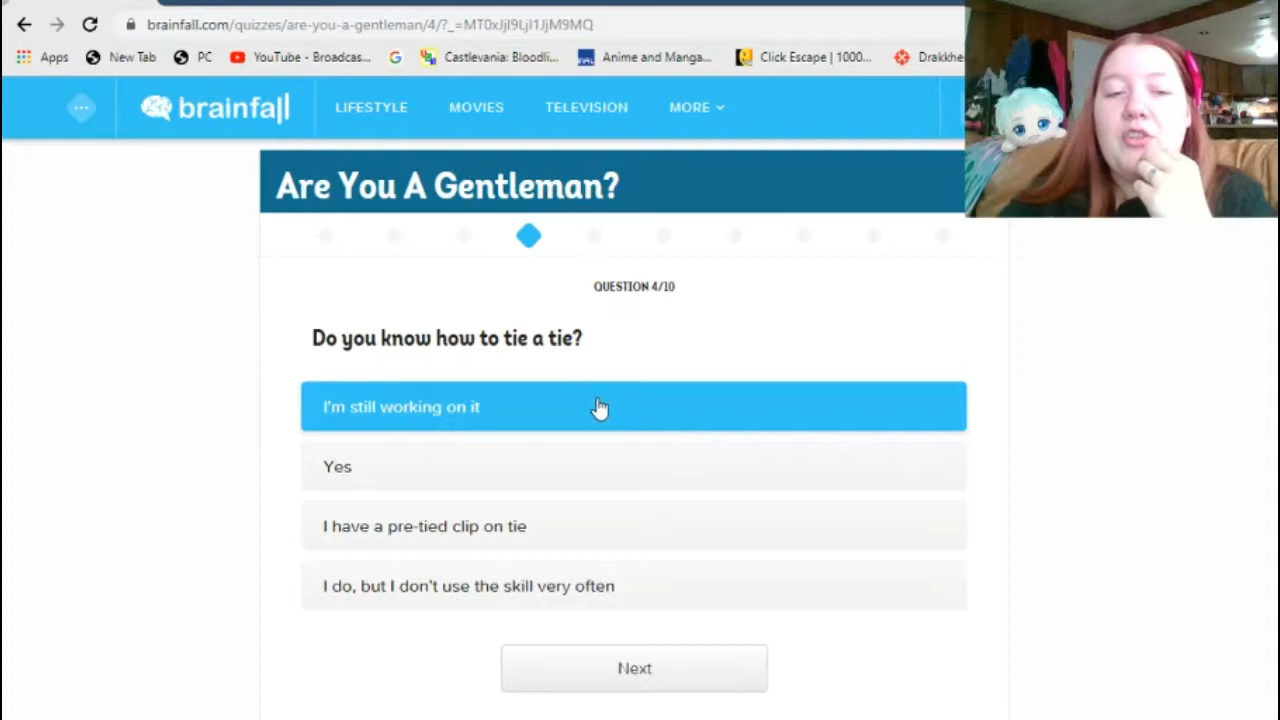 brainfall.com/quizzes/are-you-a-gentleman/4/?_=MT0xJjI9LjI1JjM9MQ
Apps New Tab PC YouTube - Broadcas... Castlevania: Bloodli... Anime and Manga... Click Escape | 1000... Drakkhe
brainfall LIFESTYLE MOVIES TELEVISION MORE
Are You A Gentleman?
QUESTION 4/10
Do you know how to tie a tie?
I'm still working on it
Yes
I have a pre-tied clip on tie
I do, but I don't use the skill very often
Next